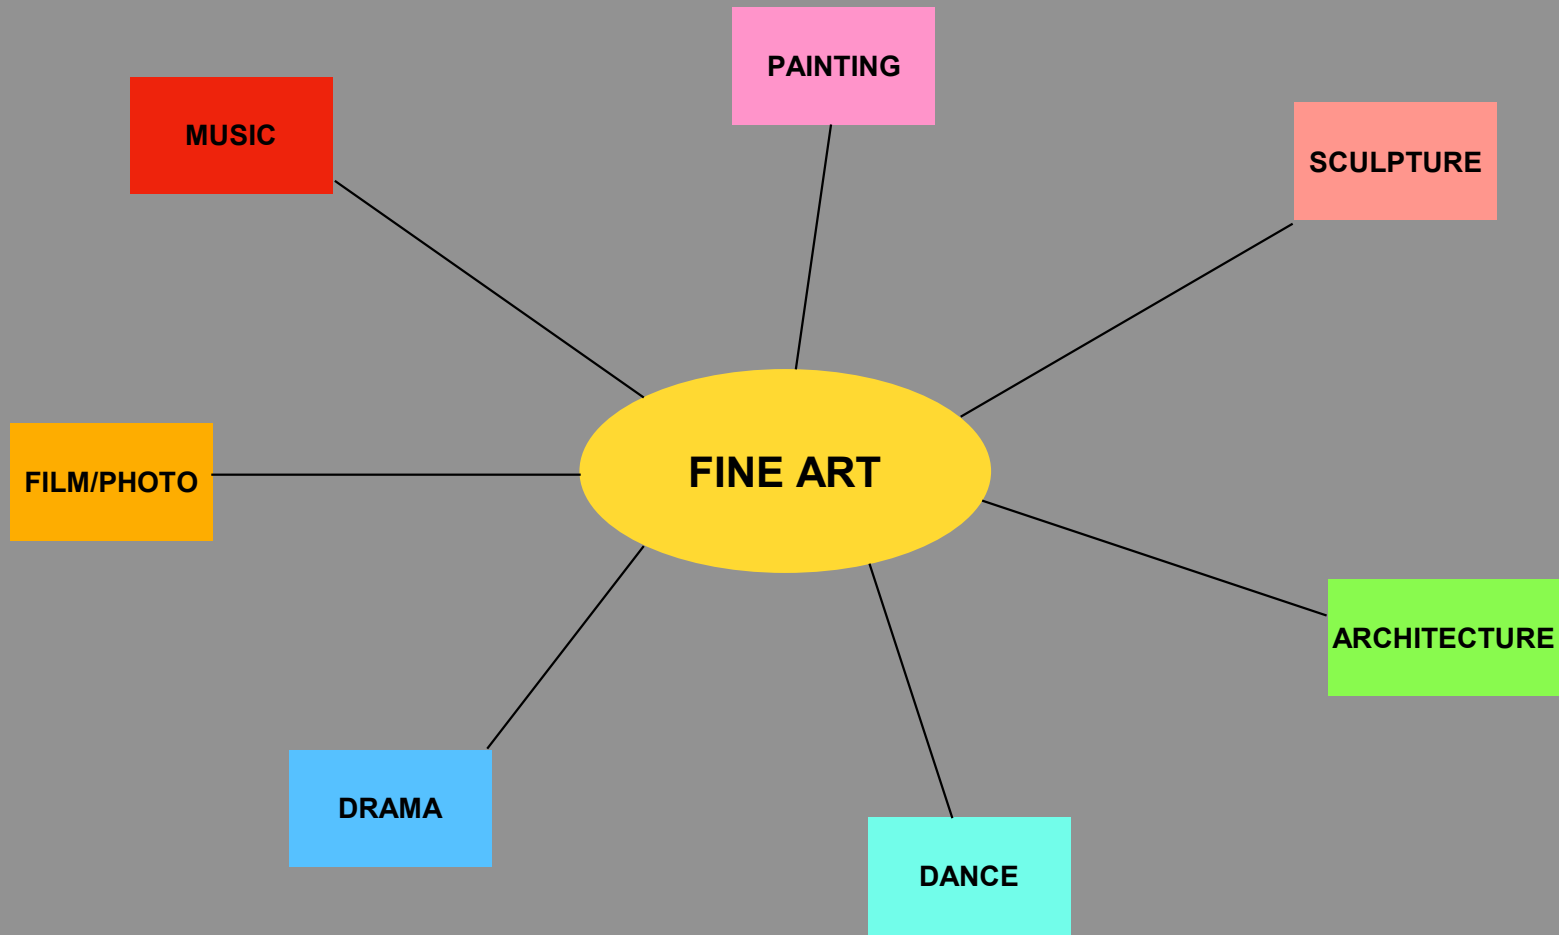 PAINTING
MUSIC
SCULPTURE
FINE ART
FILM/PHOTO
ARCHITECTURE
DRAMA
DANCE